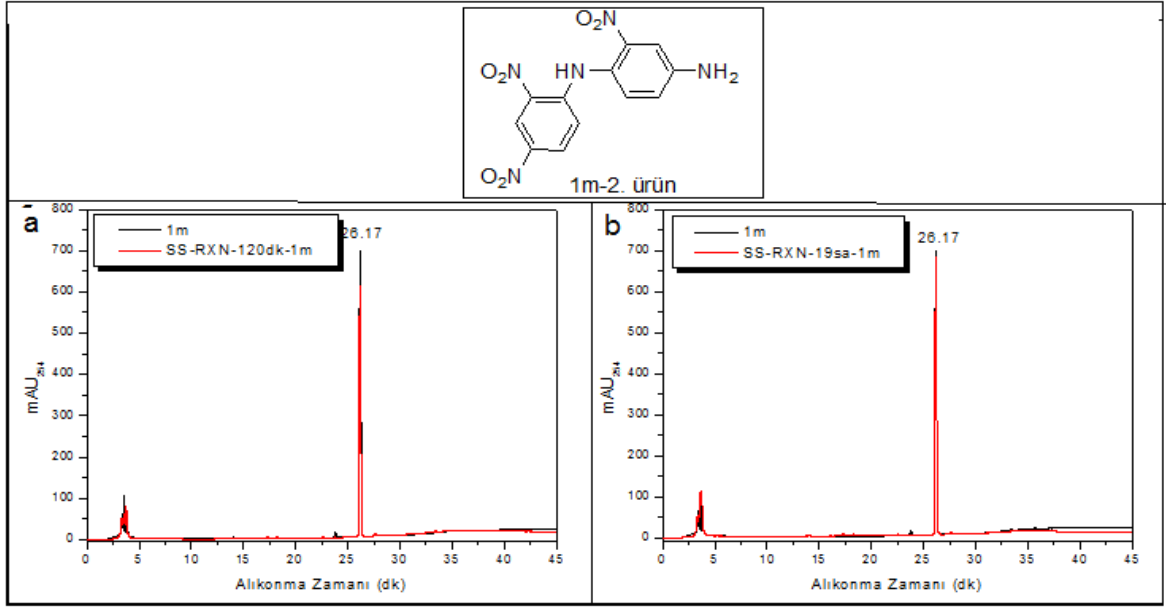 O₂N
O₂N
O₂N HN NH₂
O₂N
1m-2. ürün
a
1m
SS-RXN-120dk-1m
26.17
800
700
600
500
400
300
200
100
0
mAU₂₅₄
0 5 10 15 20 25 30 35 40 45
Alıkonma Zamanı (dk)
b
1m
SS-RXN-19sa-1m
26.17
800
700
600
500
400
300
200
100
0
mAU₂₅₄
0 5 10 15 20 25 30 35 40 45
Alıkonma Zamanı (dk)